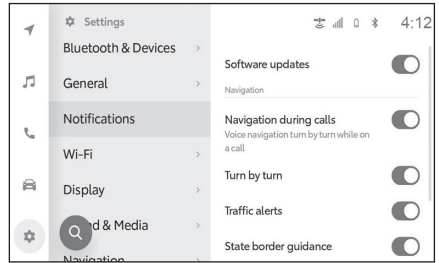 Settings
4:12
Bluetooth & Devices
General
Notifications
Wi-Fi
Display
d & Media
Navigation
Software updates
Navigation
Navigation during calls
Voice navigation turn by turn while on
a call
Turn by turn
Traffic alerts
State border guidance